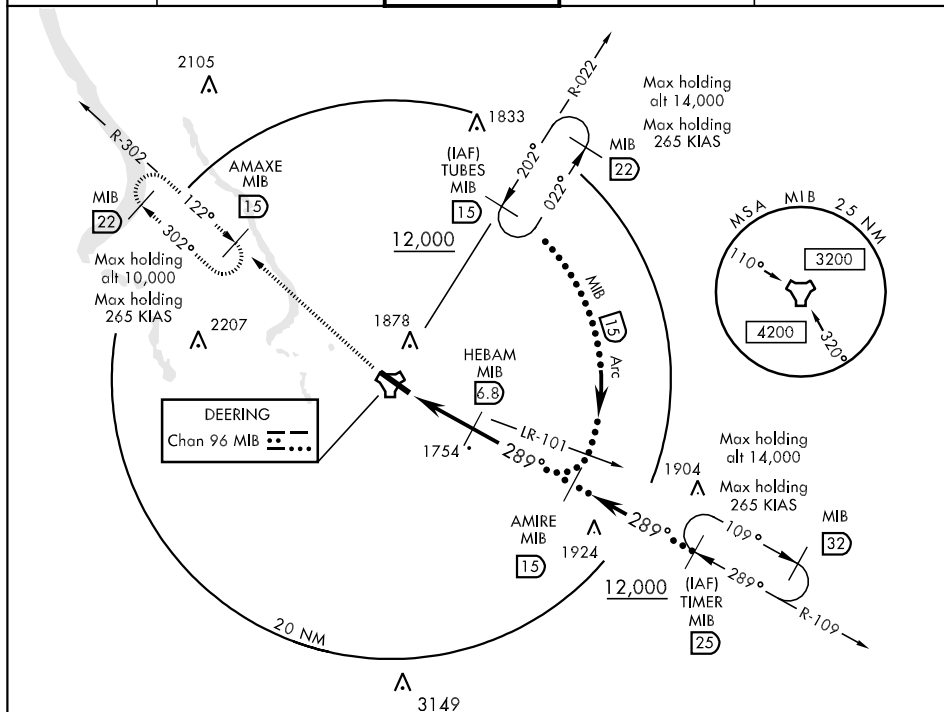 2105
R-302
AMAXE
MIB
15
MIB
22
122°
302°
Max holding
alt 10,000
Max holding
265 KIAS
2207
1833
(IAF)
TUBES
MIB
15
12,000
R-022
202°
022°
MIB
22
Max holding
alt 14,000
Max holding
265 KIAS
MSA MIB 25 NM
110°
3200
4200
320°
MIB
15
Arc
1878
HEBAM
MIB
6.8
DEERING
Chan 96 MIB
1754
LR-101
289°
AMIRE
MIB
15
1924
289°
1904
Max holding
alt 14,000
Max holding
265 KIAS
109°
MIB
32
289°
R-109
12,000
(IAF)
TIMER
MIB
25
20 NM
3149